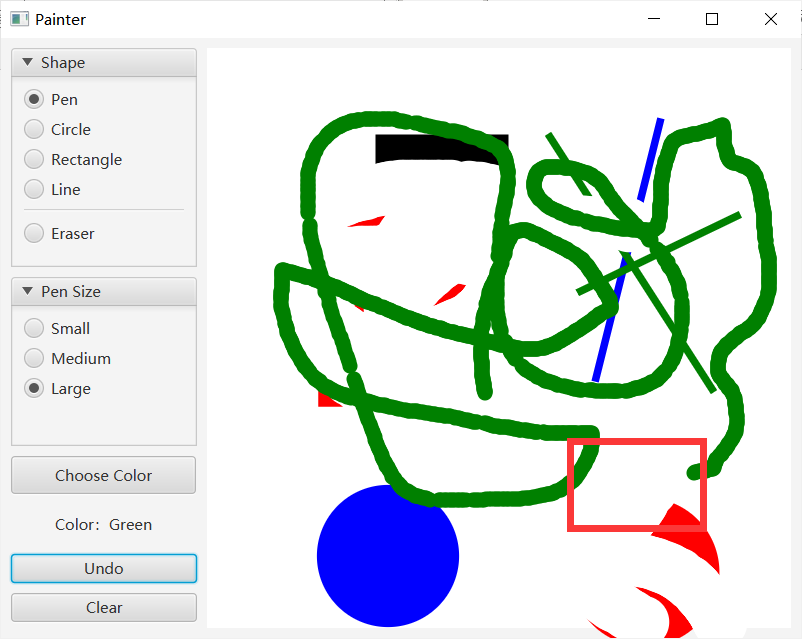 Painter
Shape
Pen
Circle
Rectangle
Line
Eraser
Pen Size
Small
Medium
Large
Choose Color
Color: Green
Undo
Clear